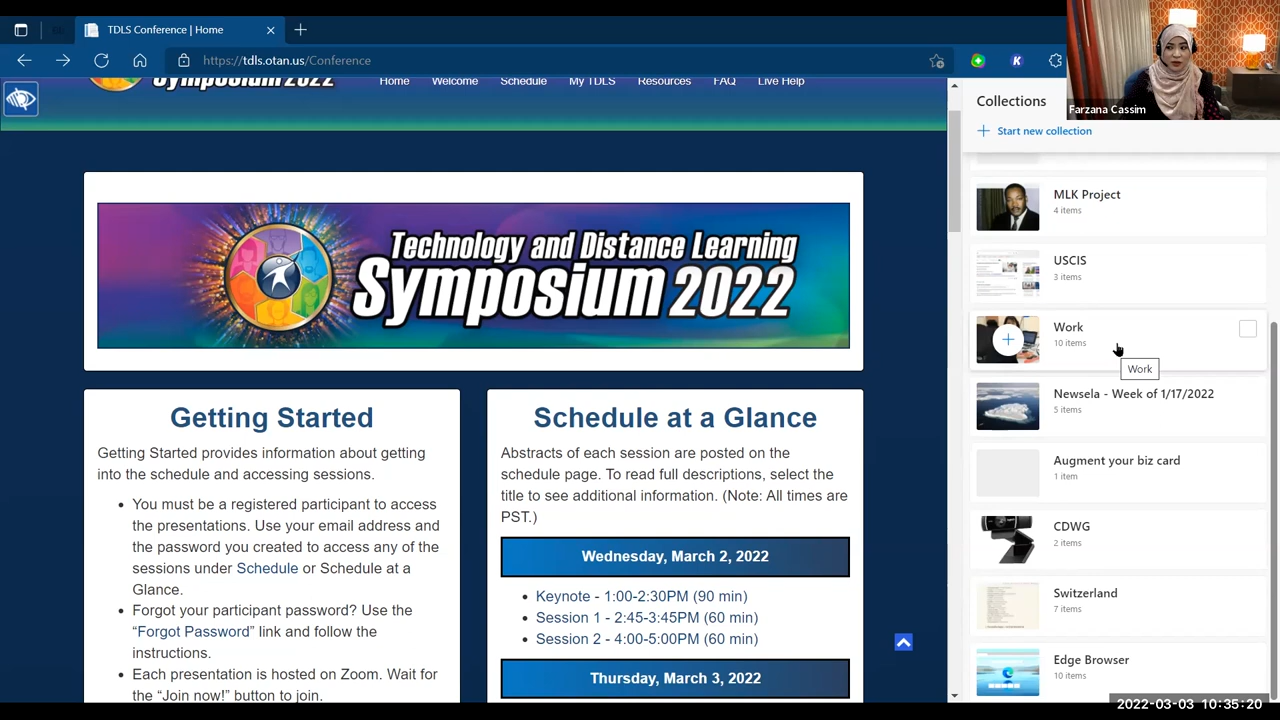 TDLS Conference | Home
https://tdls.otan.us/Conference
Farzana Cassim
Symposium 2022
Home Welcome Schedule My TDLS Resources FAQ Live Help
Technology and Distance Learning
Symposium 2022
Getting Started
Getting Started provides information about getting
into the schedule and accessing sessions.
• You must be a registered participant to access
the presentations. Use your email address and
the password you created to access any of the
sessions under Schedule or Schedule at a
Glance.
• Forgot your participant password? Use the
“Forgot Password” link and follow the
instructions.
• Each presentation is hosted on Zoom. Wait for
the “Join now!” button to join.
Schedule at a Glance
Abstracts of each session are posted on the
schedule page. To read full descriptions, select the
title to see additional information. (Note: All times are
PST.)
Wednesday, March 2, 2022
• Keynote - 1:00-2:30PM (90 min)
• Session 1 - 2:45-3:45PM (60 min)
• Session 2 - 4:00-5:00PM (60 min)
Thursday, March 3, 2022
Collections
Start new collection
MLK Project
4 items
USCIS
3 items
Work
10 items
Work
Newsela - Week of 1/17/2022
5 items
Augment your biz card
1 item
CDWG
2 items
Switzerland
7 items
Edge Browser
10 items
2022-03-03 10:35:20